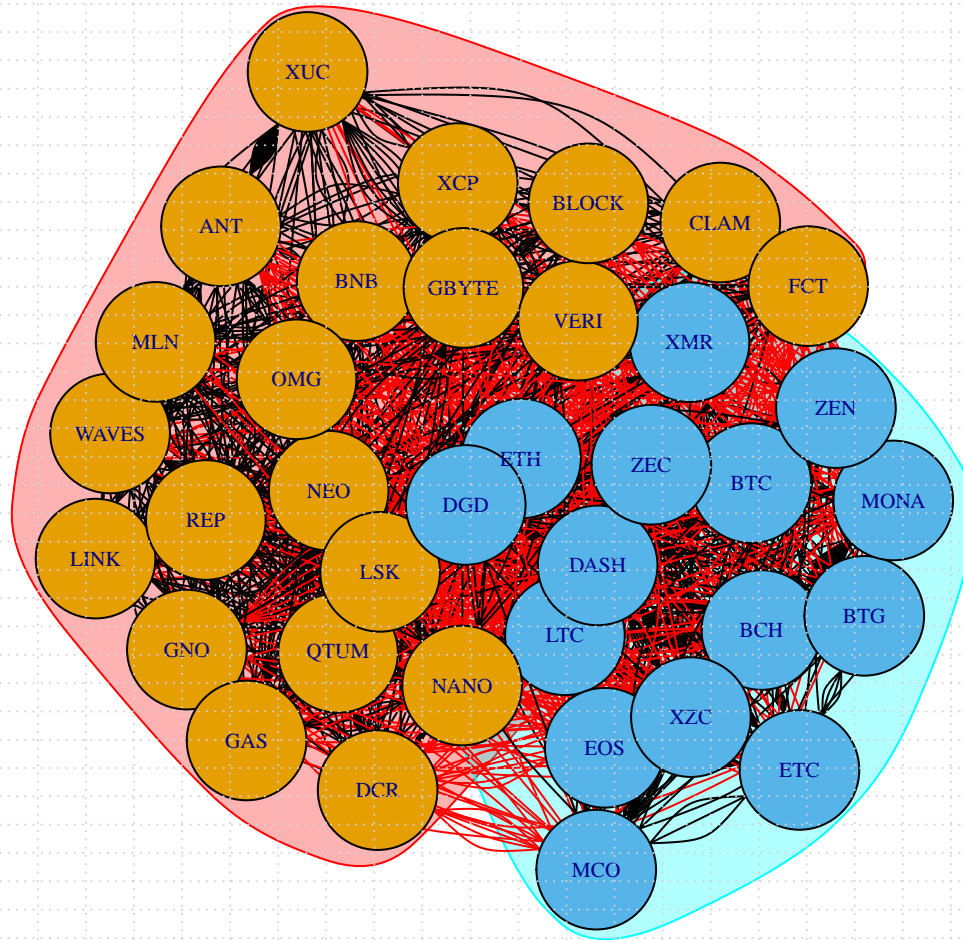 XUC
XCP
BLOCK
CLAM
ANT
BNB
GBYTE
FCT
VERI
MLN
XMR
OMG
ZEN
WAVES
ETH
ZEC
BTC
NEO
DGD
MONA
REP
LINK
LSK
DASH
BTG
LTC
BCH
GNO
QTUM
NANO
XZC
GAS
EOS
ETC
DCR
MCO